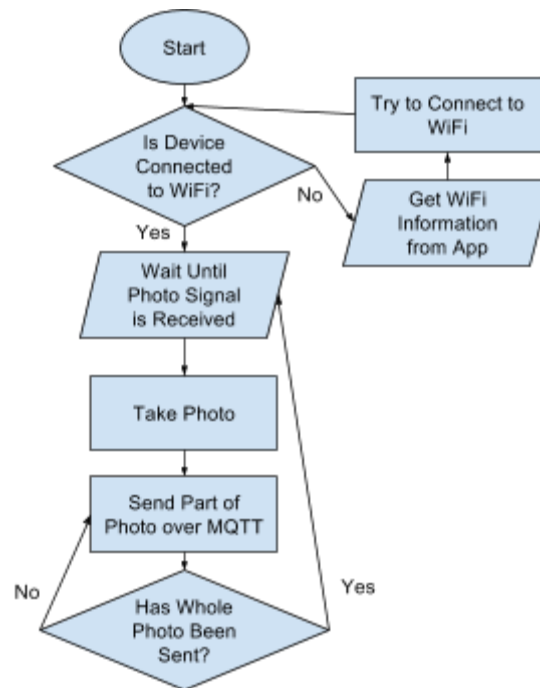 Start
Is Device
Connected
to WiFi?
No
Try to Connect to
WiFi
Get WiFi
Information
from App
Yes
Wait Until
Photo Signal
is Received
Take Photo
Send Part of
Photo over MQTT
No
Yes
Has Whole
Photo Been
Sent?